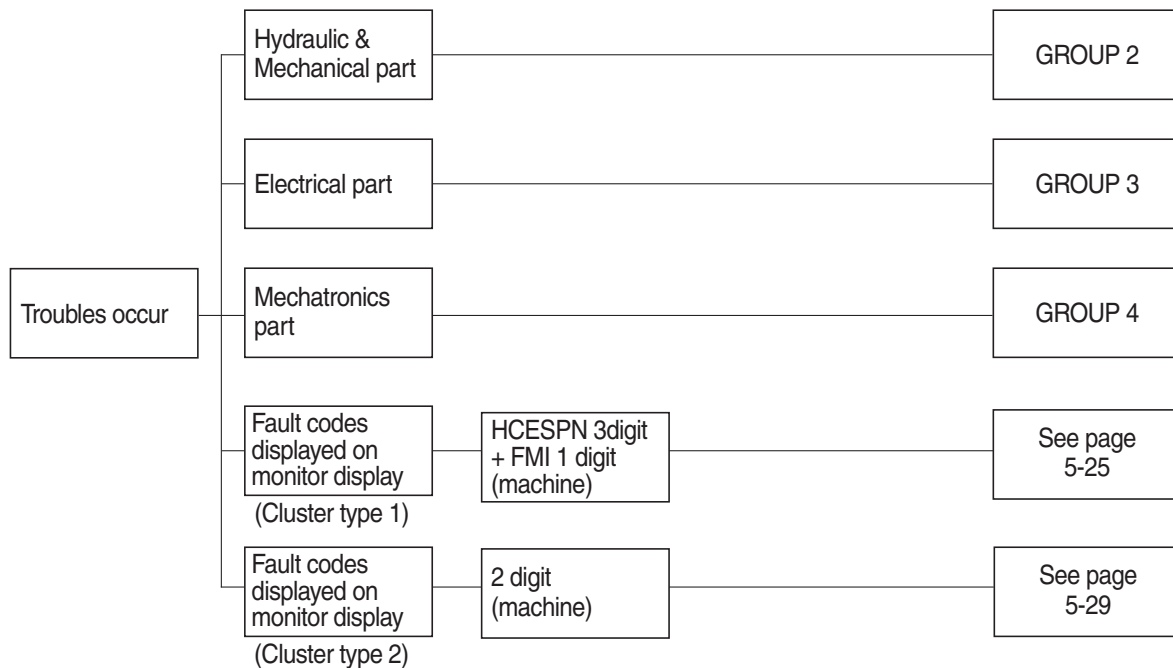 Hydraulic &
Mechanical part
GROUP 2
Electrical part
GROUP 3
Troubles occur
Mechatronics
part
GROUP 4
Fault codes
displayed on
monitor display
(Cluster type 1)
HCESPN 3digit
+ FMI 1 digit
(machine)
See page
5-25
Fault codes
displayed on
monitor display
(Cluster type 2)
2 digit
(machine)
See page
5-29